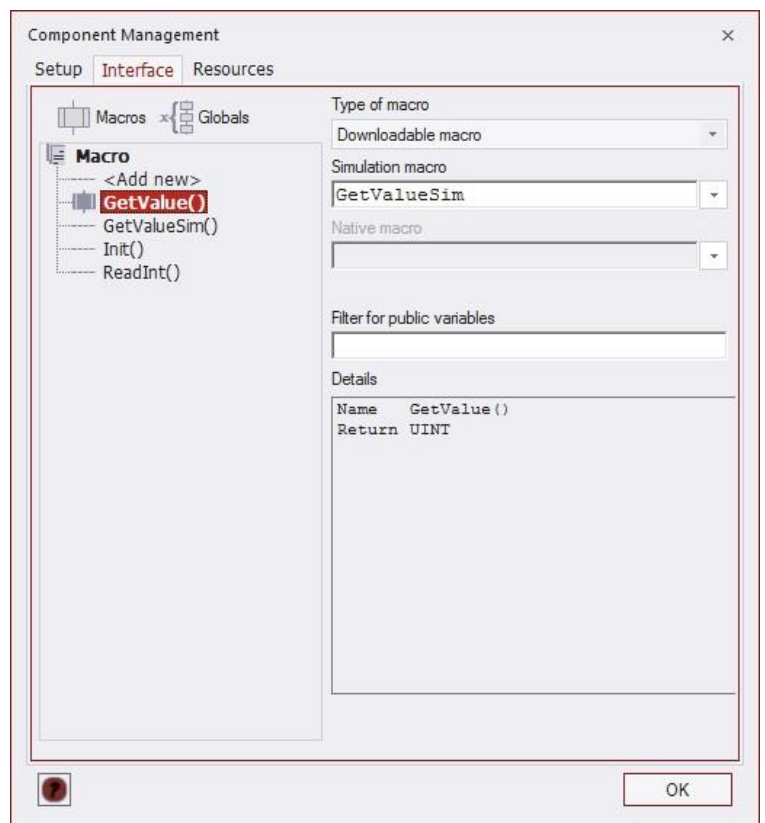 Component Management
Setup Interface Resources
Macros Globals
Macro
<Add new>
GetValue()
GetValueSim()
Init()
ReadInt()
Type of macro
Downloadable macro
Simulation macro
GetValueSim
Native macro
Filter for public variables
Details
Name GetValue()
Return UINT
?
OK